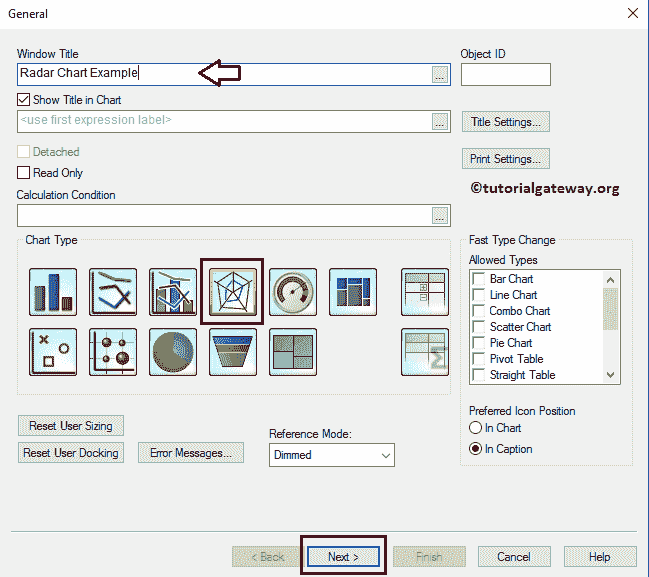 General
Window Title
Object ID
Radar Chart Example
...
Show Title in Chart
<use first expression label>
...
Title Settings...
Detached
Print Settings...
Read Only
©tutorialgateway.org
Calculation Condition
...
Chart Type
Fast Type Change
Allowed Types
Bar Chart
Line Chart
Combo Chart
Scatter Chart
Pie Chart
Pivot Table
Straight Table
Preferred Icon Position
In Chart
In Caption
Reset User Sizing
Reset User Docking
Error Messages...
Reference Mode:
Dimmed
< Back
Next >
Finish
Cancel
Help